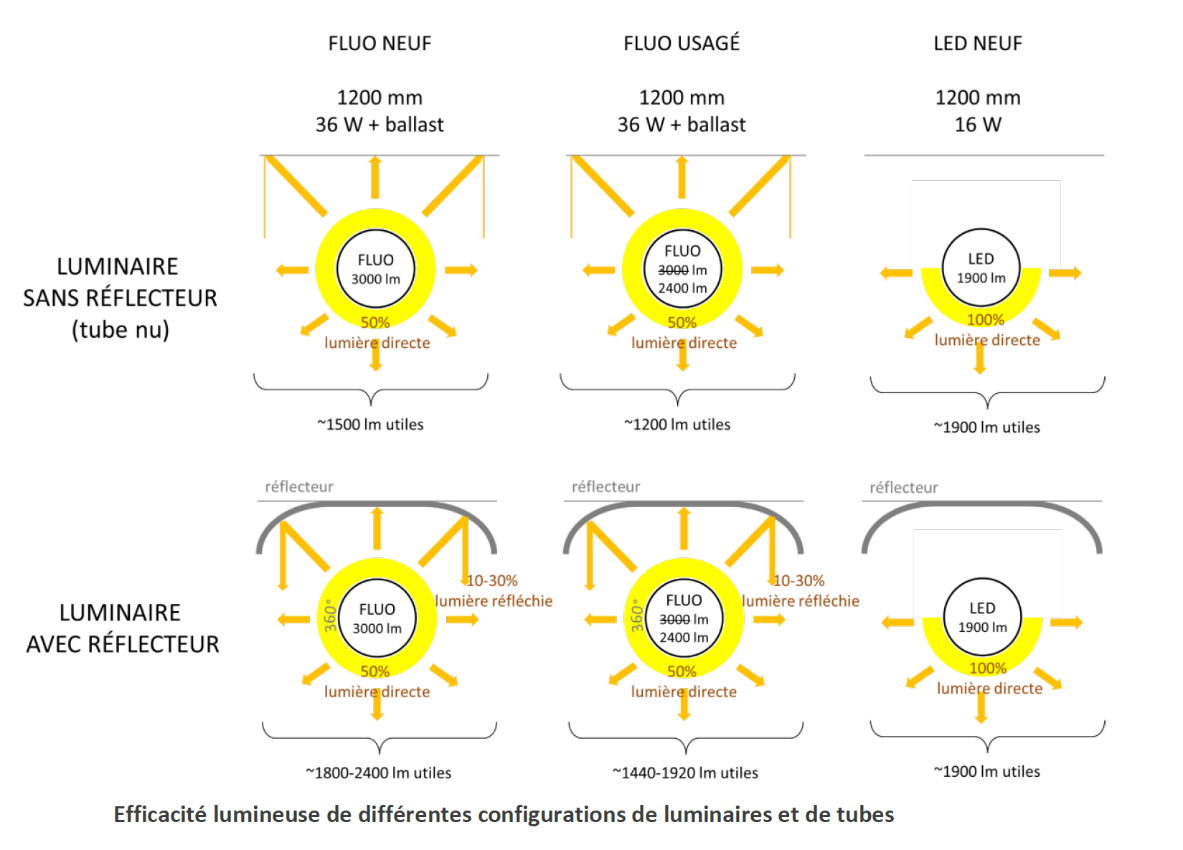 FLUO NEUF
FLUO USAGÉ
LED NEUF
1200 mm
36 W + ballast
1200 mm
36 W + ballast
1200 mm
16 W
LUMINAIRE
SANS RÉFLECTEUR
(tube nu)
FLUO
3000 lm
50%
lumière directe
~1500 lm utiles
FLUO
3000 lm
2400 lm
50%
lumière directe
~1200 lm utiles
LED
1900 lm
100%
lumière directe
~1900 lm utiles
LUMINAIRE
AVEC RÉFLECTEUR
réflecteur
10-30%
lumière réfléchie
360°
FLUO
3000 lm
50%
lumière directe
~1800-2400 lm utiles
réflecteur
10-30%
lumière réfléchie
360°
FLUO
3000 lm
2400 lm
50%
lumière directe
~1440-1920 lm utiles
réflecteur
LED
1900 lm
100%
lumière directe
~1900 lm utiles
Efficacité lumineuse de différentes configurations de luminaires et de tubes